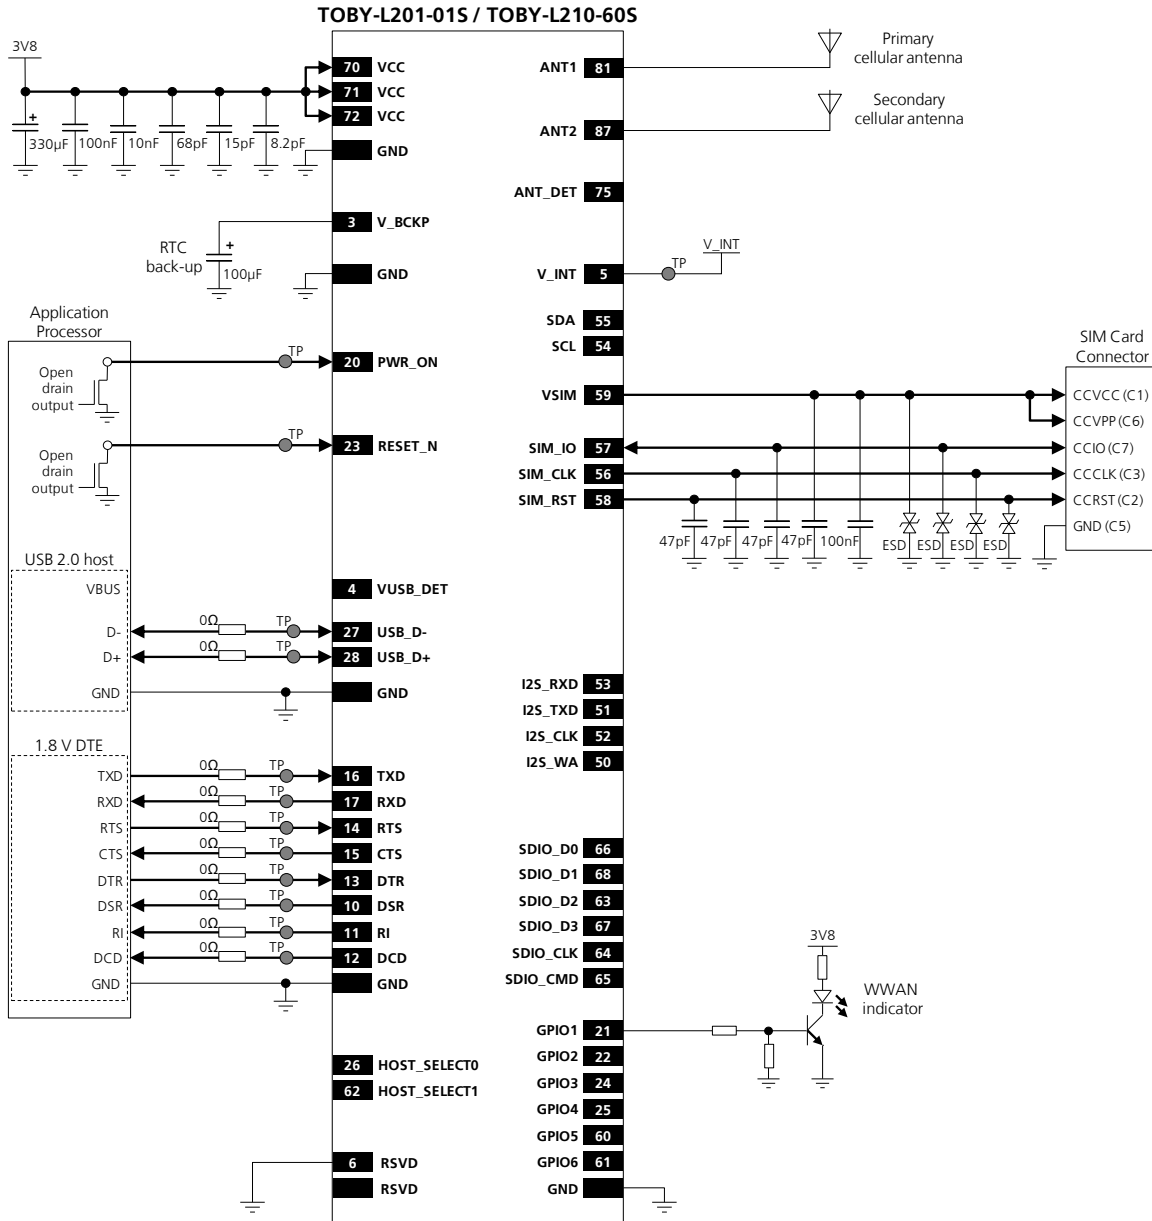 TOBY-L201-01S / TOBY-L210-60S
3V8
330µF
100nF
10nF
68pF
15pF
8.2pF
70 VCC
71 VCC
72 VCC
GND
3 V_BCKP
RTC
back-up
100µF
GND
Application
Processor
Open
drain
output
TP
20 PWR_ON
Open
drain
output
TP
23 RESET_N
USB 2.0 host
VBUS
4 VUSB_DET
D- 0Ω TP 27 USB_D-
D+ 0Ω TP 28 USB_D+
GND GND
1.8 V DTE
TXD 0Ω TP 16 TXD
RXD 0Ω TP 17 RXD
RTS 0Ω TP 14 RTS
CTS 0Ω TP 15 CTS
DTR 0Ω TP 13 DTR
DSR 0Ω TP 10 DSR
RI 0Ω TP 11 RI
DCD 0Ω TP 12 DCD
GND GND
26 HOST_SELECT0
62 HOST_SELECT1
6 RSVD
RSVD
ANT1 81
Primary
cellular antenna
ANT2 87
Secondary
cellular antenna
ANT_DET 75
V_INT 5 TP V_INT
SDA 55
SCL 54
VSIM 59
SIM_IO 57
SIM_CLK 56
SIM_RST 58
47pF 47pF 47pF 47pF 100nF
ESD ESD ESD ESD
SIM Card
Connector
CCVCC (C1)
CCVPP (C6)
CCIO (C7)
CCCLK (C3)
CCRST (C2)
GND (C5)
I2S_RXD 53
I2S_TXD 51
I2S_CLK 52
I2S_WA 50
SDIO_D0 66
SDIO_D1 68
SDIO_D2 63
SDIO_D3 67
SDIO_CLK 64
SDIO_CMD 65
3V8
WWAN
indicator
GPIO1 21
GPIO2 22
GPIO3 24
GPIO4 25
GPIO5 60
GPIO6 61
GND